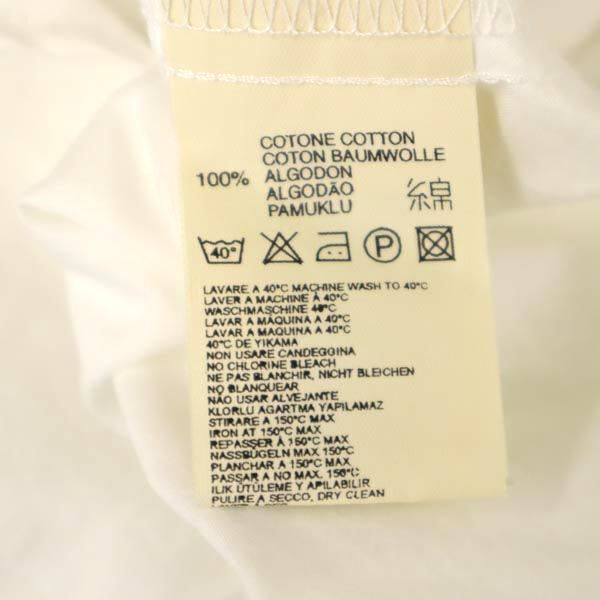 COTONE COTTON
COTON BAUMWOLLE
100% ALGODON
ALGODÃO
PAMUKLU 綿
40° P
LAVARE A 40°C MACHINE WASH TO 40°C
LAVER A MACHINE À 40°C
WASCHMASCHINE 40°C
LAVAR A MÀQUINA A 40°C
LAVAR A MAQUINA A 40°C
40°C DE YIKAMA
NON USARE CANDEGGINA
NO CHLORINE BLEACH
NE PAS BLANCHIR, NICHT BLEICHEN
NO BLANQUEAR
NÃO USAR ALVEJANTE
KLORLU AGARTMA YAPILAMAZ
STIRARE A 150°C MAX
IRON AT 150°C MAX
REPASSER À 150°C MAX
NASSBÜGELN MAX 150°C
PLANCHAR A 150°C MAX
PASSAR A NO MAX. 150°C
ILIK ÜTÜLEME Y APILABILIR
PULIRE A SECCO, DRY CLEAN